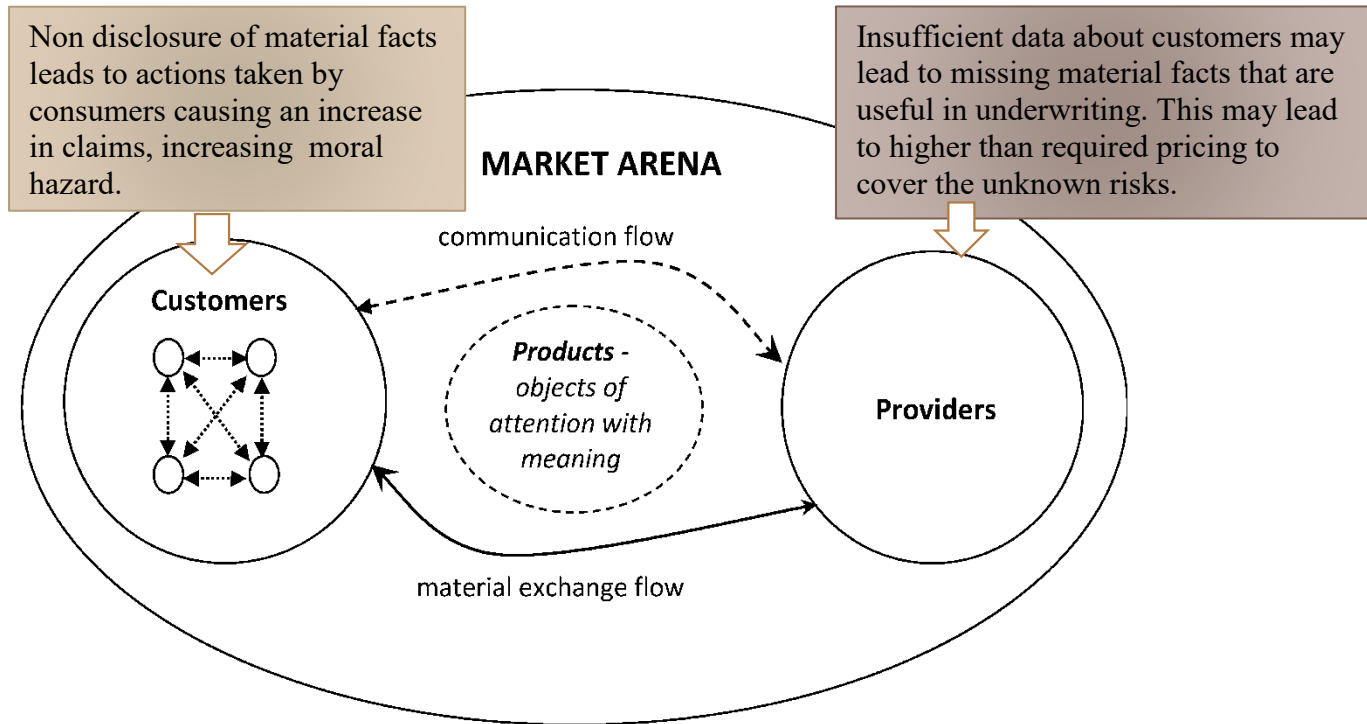 Non disclosure of material facts
leads to actions taken by
consumers causing an increase
in claims, increasing  moral
hazard.
Insufficient data about customers may
lead to missing material facts that are
useful in underwriting. This may lead
to higher than required pricing to
cover the unknown risks.
MARKET ARENA
communication flow
Customers
Products -
objects of
attention with
meaning
Providers
material exchange flow